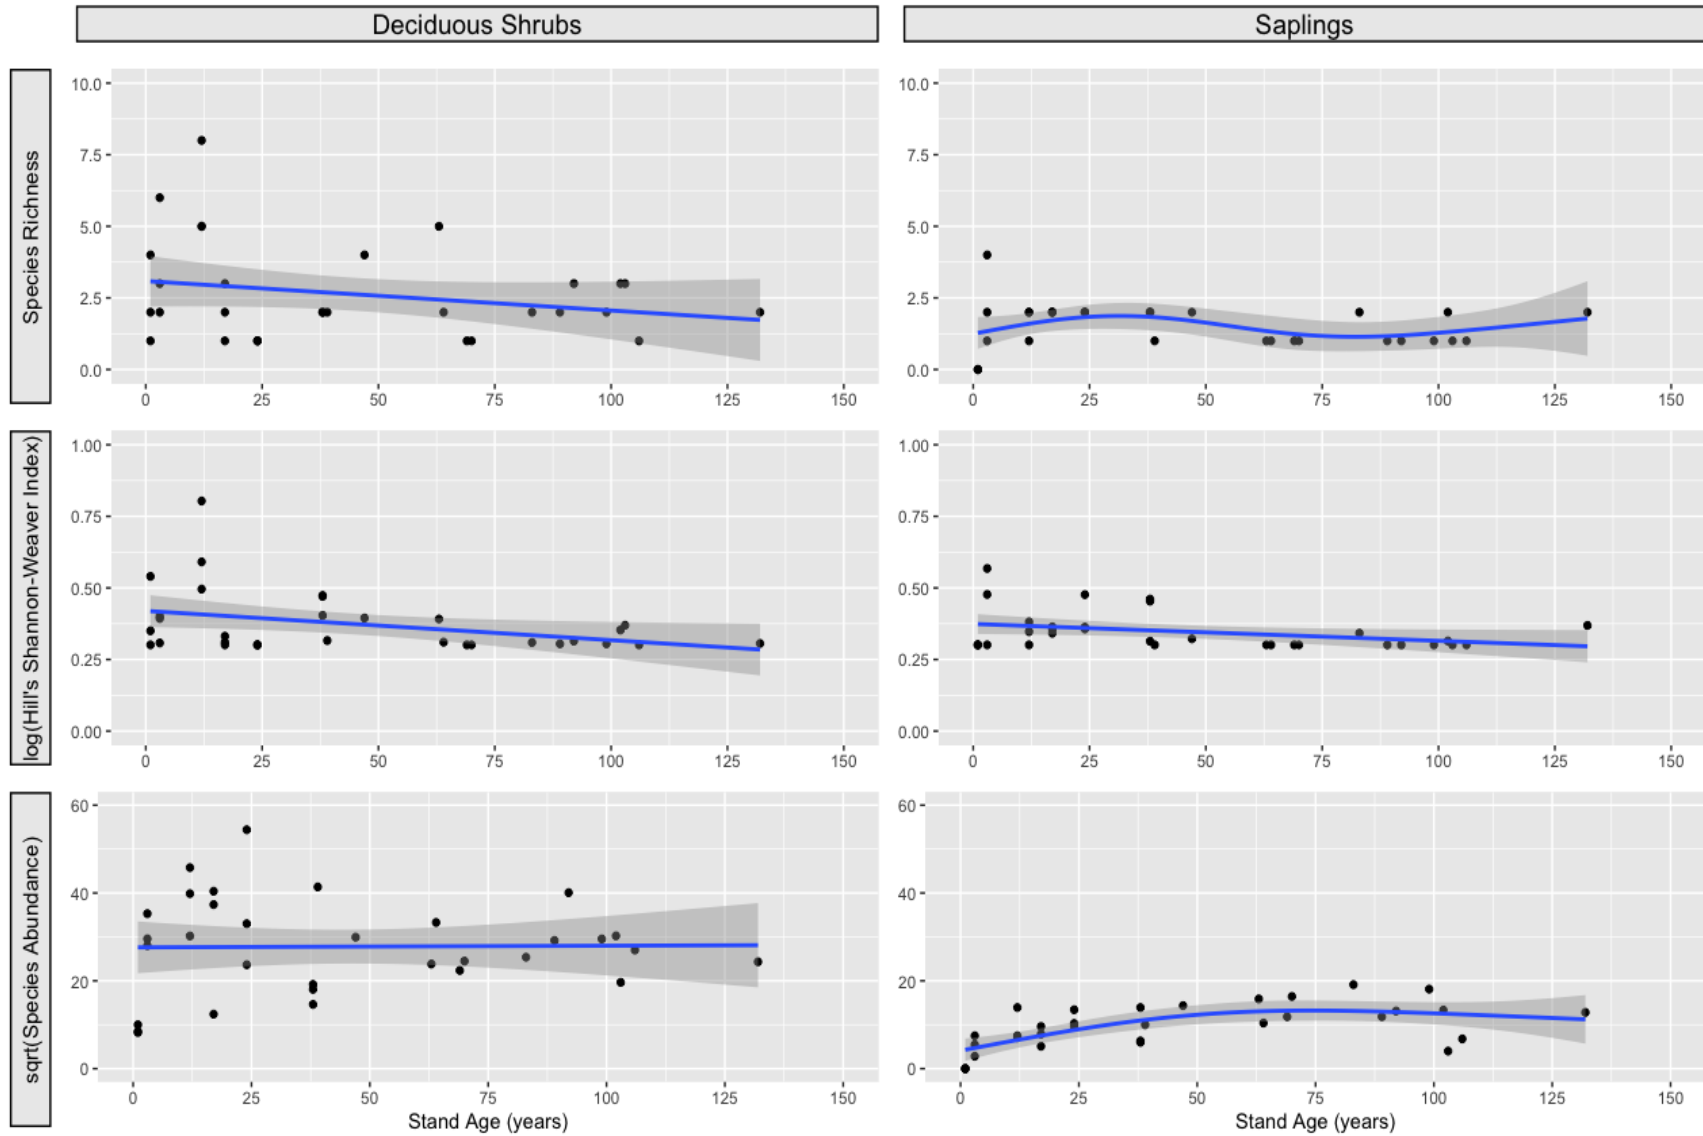 Deciduous Shrubs
Saplings
Species Richness
10.0
7.5
5.0
2.5
0.0
0 25 50 75 100 125 150
10.0
7.5
5.0
2.5
0.0
0 25 50 75 100 125 150
log(Hill's Shannon-Weaver Index)
1.00
0.75
0.50
0.25
0.00
0 25 50 75 100 125 150
1.00
0.75
0.50
0.25
0.00
0 25 50 75 100 125 150
sqrt(Species Abundance)
60
40
20
0
0 25 50 75 100 125 150
Stand Age (years)
60
40
20
0
0 25 50 75 100 125 150
Stand Age (years)